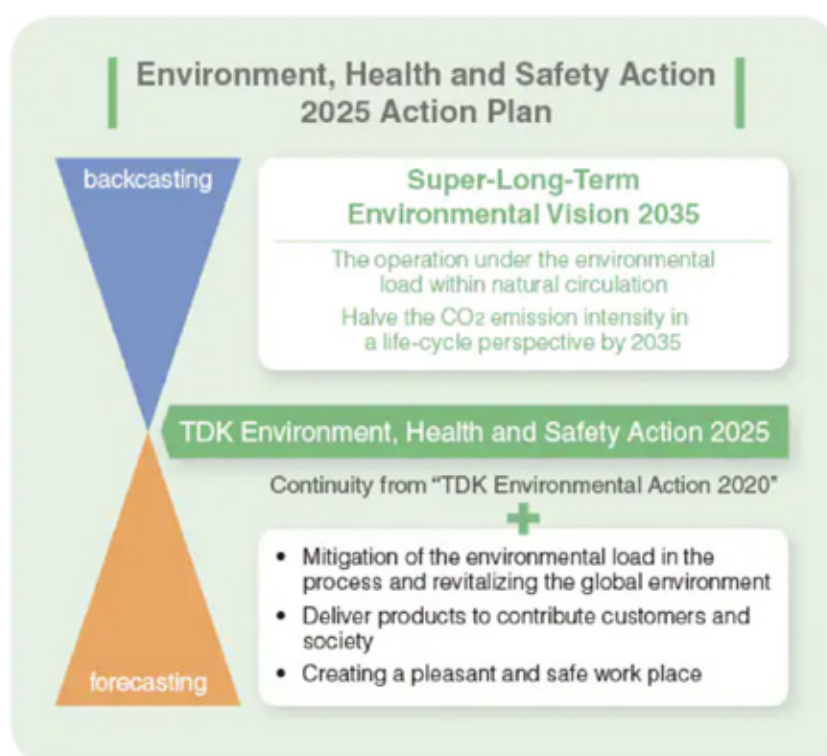 Environment, Health and Safety Action
2025 Action Plan
backcasting
Super-Long-Term
Environmental Vision 2035
The operation under the environmental
load within natural circulation
Halve the CO2 emission intensity in
a life-cycle perspective by 2035
TDK Environment, Health and Safety Action 2025
Continuity from “TDK Environmental Action 2020”
+
• Mitigation of the environmental load in the
process and revitalizing the global environment
• Deliver products to contribute customers and
society
• Creating a pleasant and safe work place
forecasting